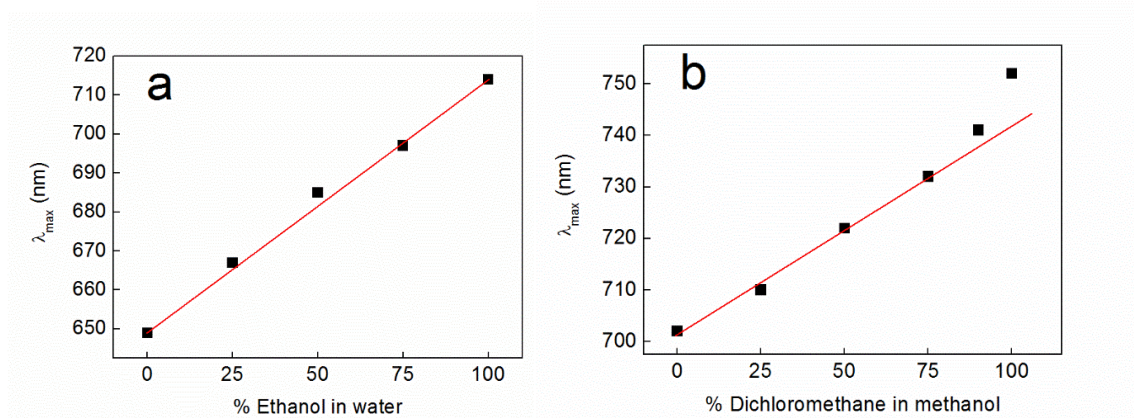 a
720
710
700
690
680
670
660
650
λmax (nm)
0 25 50 75 100
% Ethanol in water
b
750
740
730
720
710
700
λmax (nm)
0 25 50 75 100
% Dichloromethane in methanol